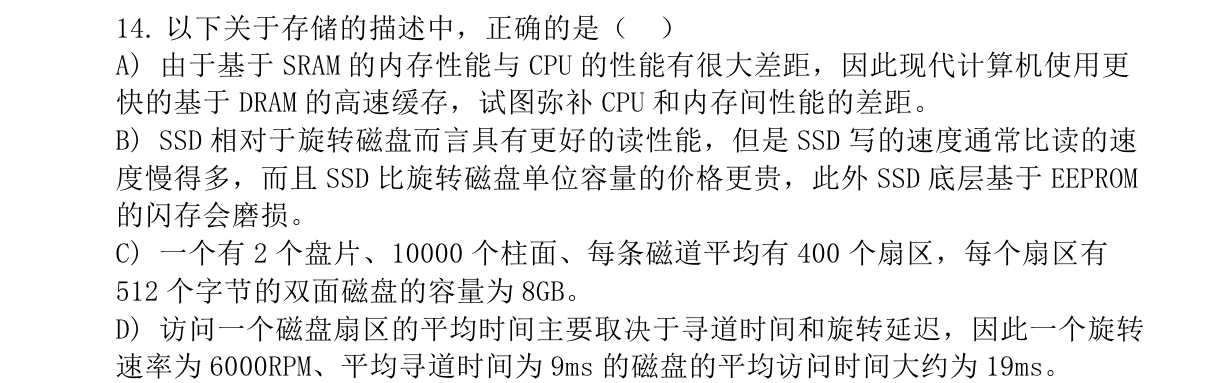 14. 以下关于存储的描述中，正确的是（　）
A) 由于基于 SRAM 的内存性能与 CPU 的性能有很大差距，因此现代计算机使用更
快的基于 DRAM 的高速缓存，试图弥补 CPU 和内存间性能的差距。
B) SSD 相对于旋转磁盘而言具有更好的读性能，但是 SSD 写的速度通常比读的速
度慢得多，而且 SSD 比旋转磁盘单位容量的价格更贵，此外 SSD 底层基于 EEPROM
的闪存会磨损。
C) 一个有 2 个盘片、10000 个柱面、每条磁道平均有 400 个扇区，每个扇区有
512 个字节的双面磁盘的容量为 8GB。
D) 访问一个磁盘扇区的平均时间主要取决于寻道时间和旋转延迟，因此一个旋转
速率为 6000RPM、平均寻道时间为 9ms 的磁盘的平均访问时间大约为 19ms。